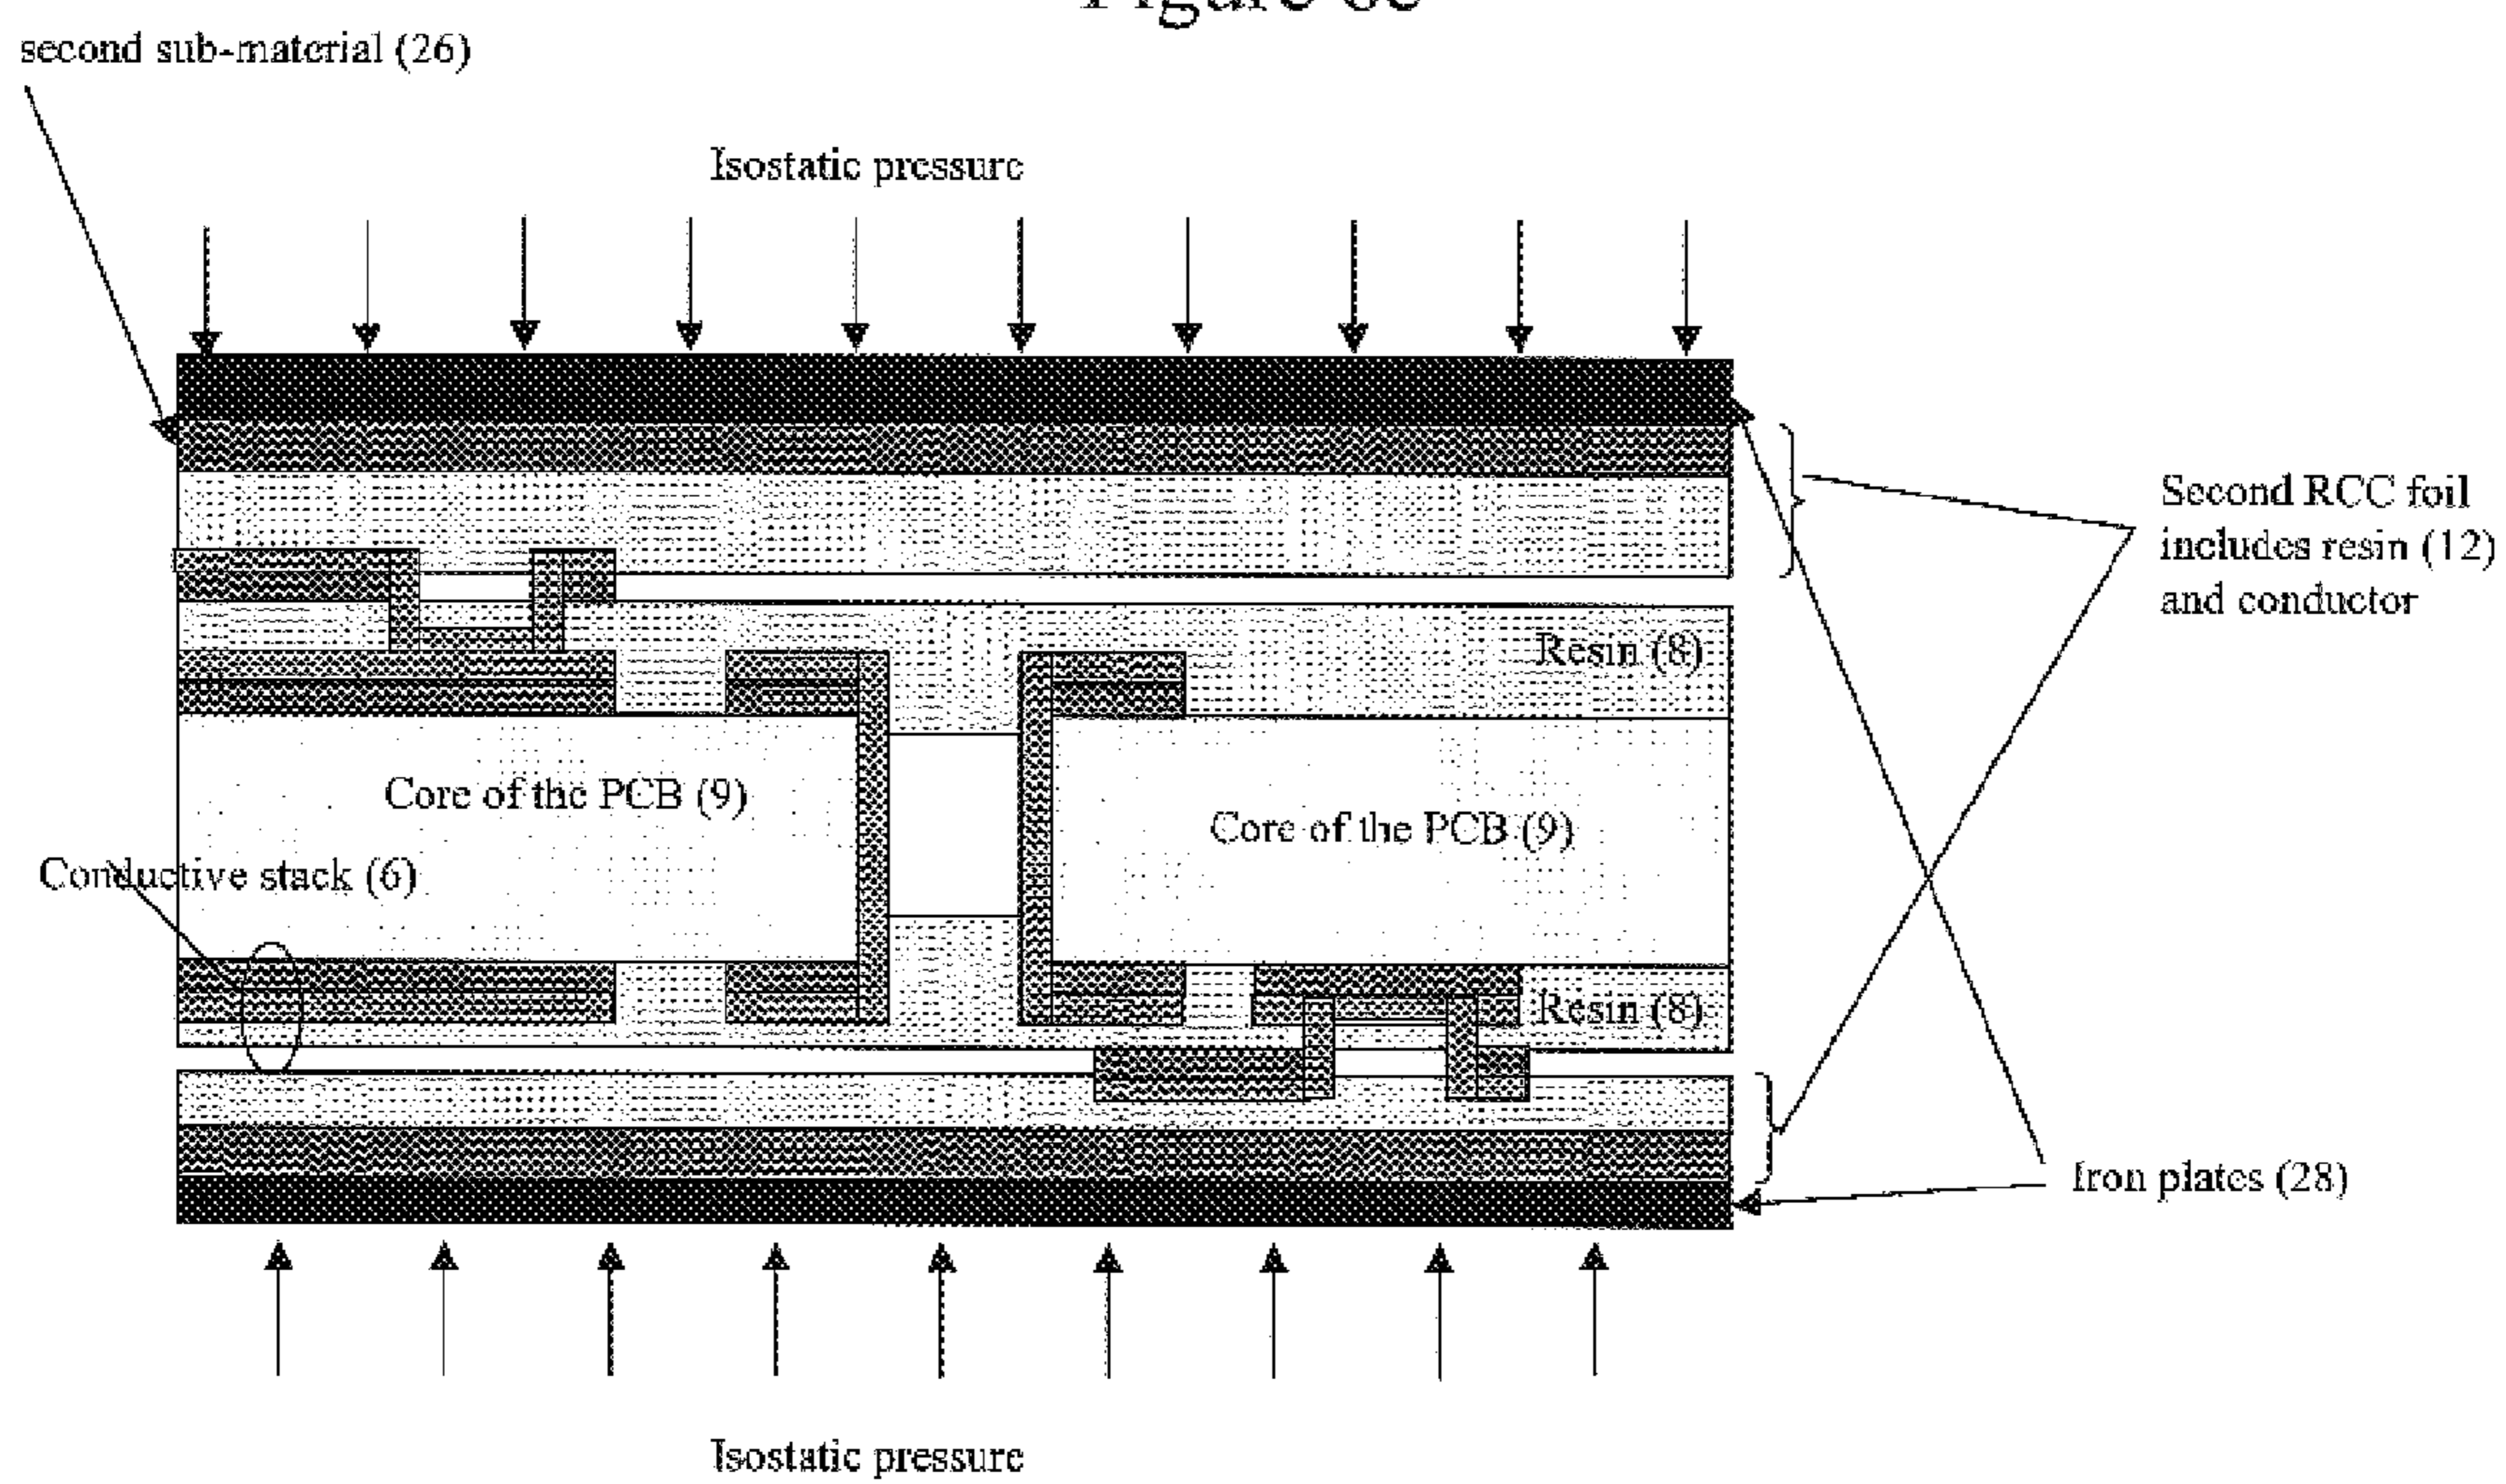 Figure
second sub-material (26)
Isostatic pressure
Second RCC foil
includes resin (12)
and conductor
Resin (8)
Core of the PCB (9)
Core of the PCB (9)
Conductive stack (6)
Resin (8)
Iron plates (28)
Isostatic pressure